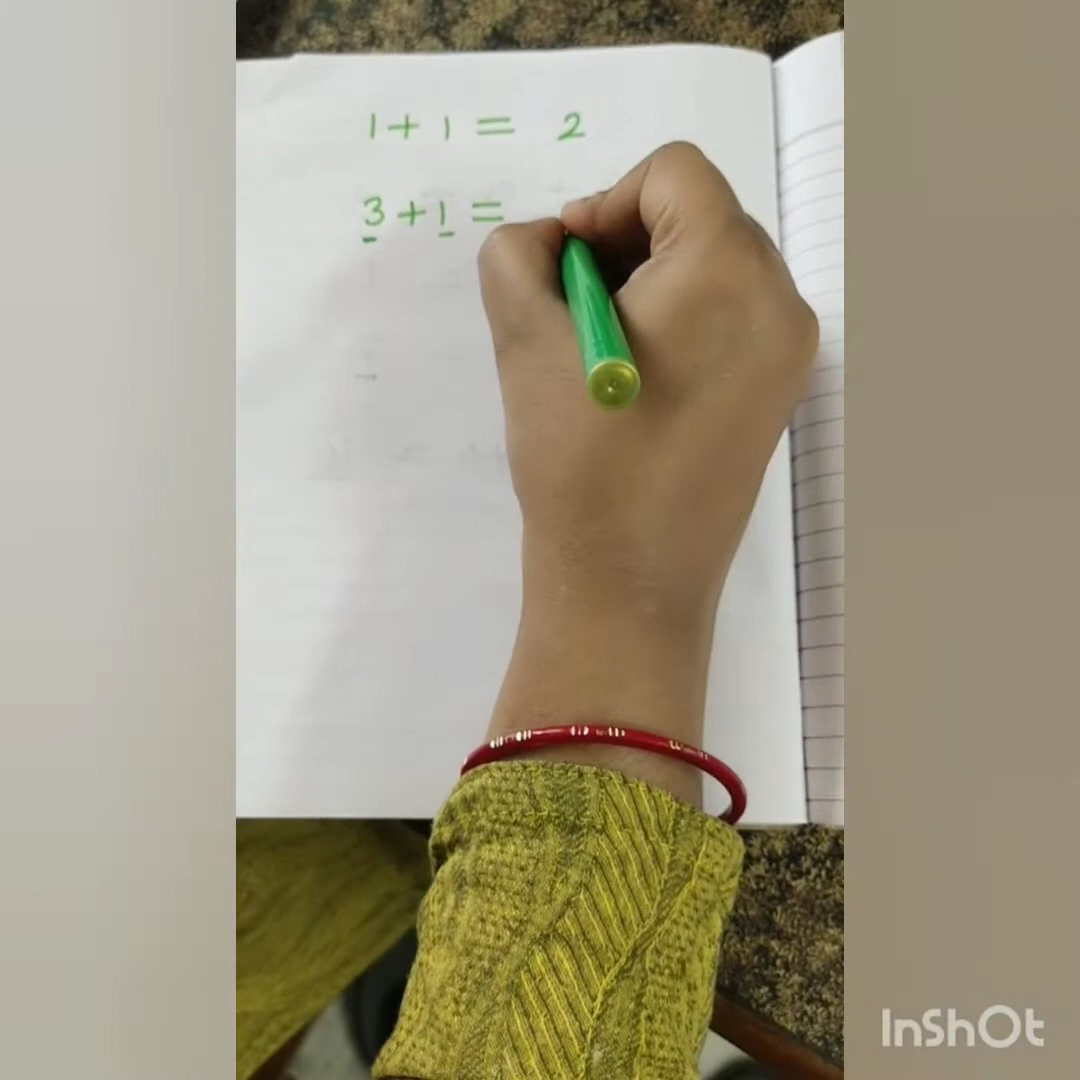 1 + 1 = 2
3 + 1 =
InShOt